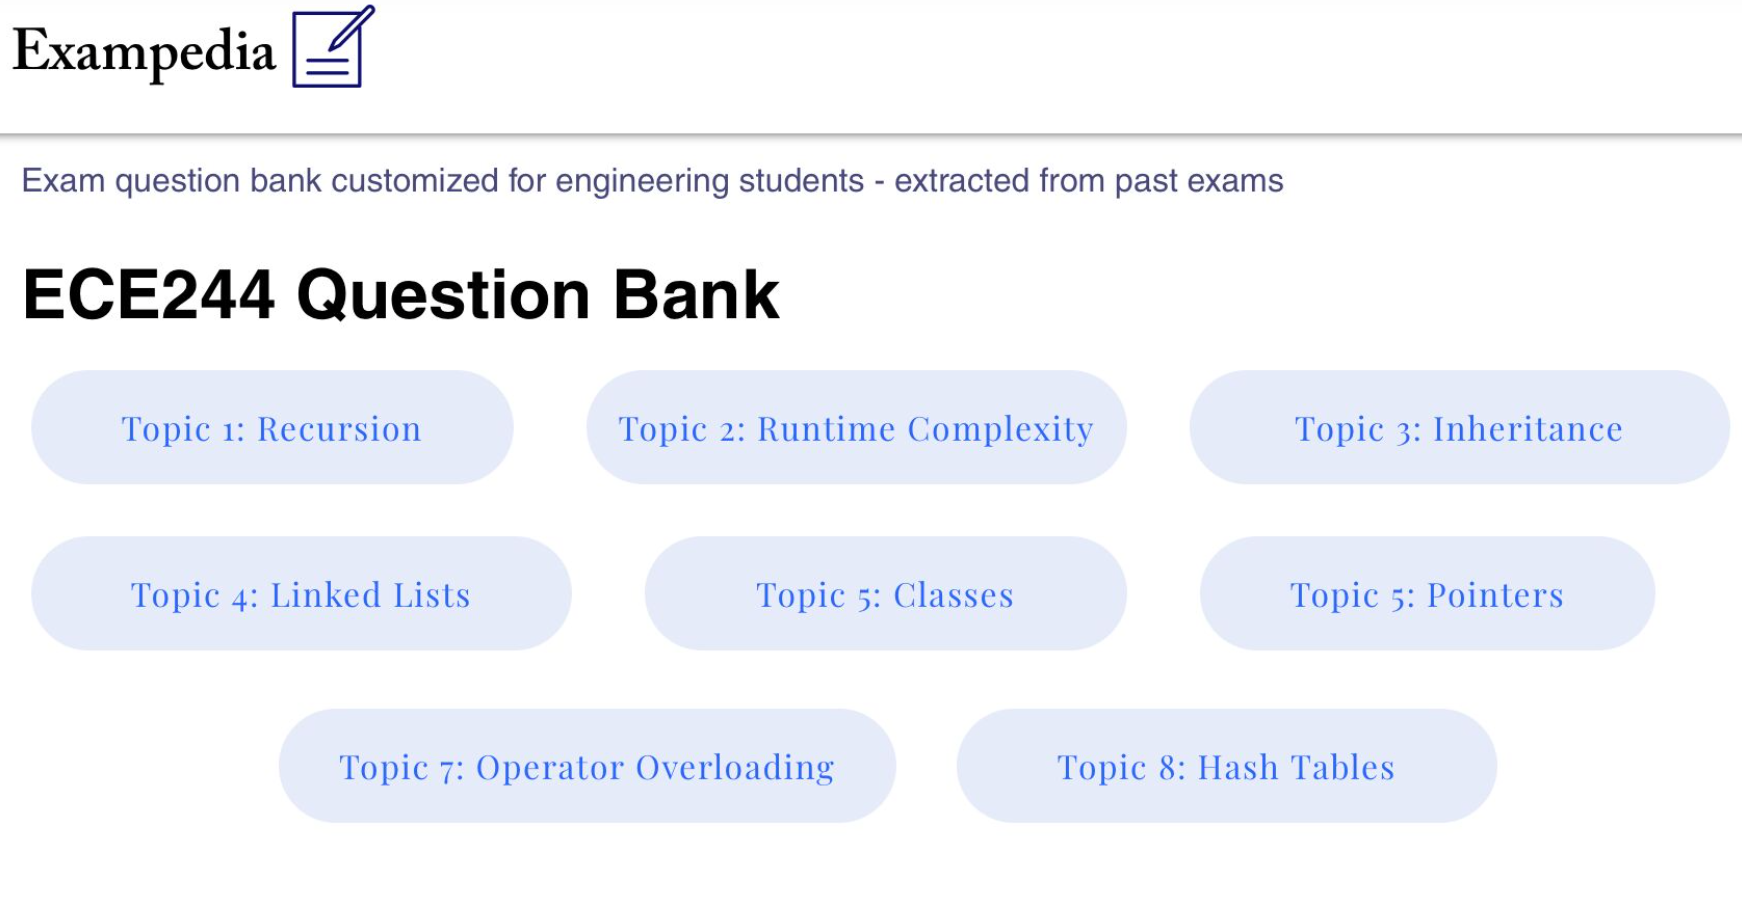 Exampedia
Exam question bank customized for engineering students - extracted from past exams
ECE244 Question Bank
Topic 1: Recursion
Topic 2: Runtime Complexity
Topic 3: Inheritance
Topic 4: Linked Lists
Topic 5: Classes
Topic 5: Pointers
Topic 7: Operator Overloading
Topic 8: Hash Tables